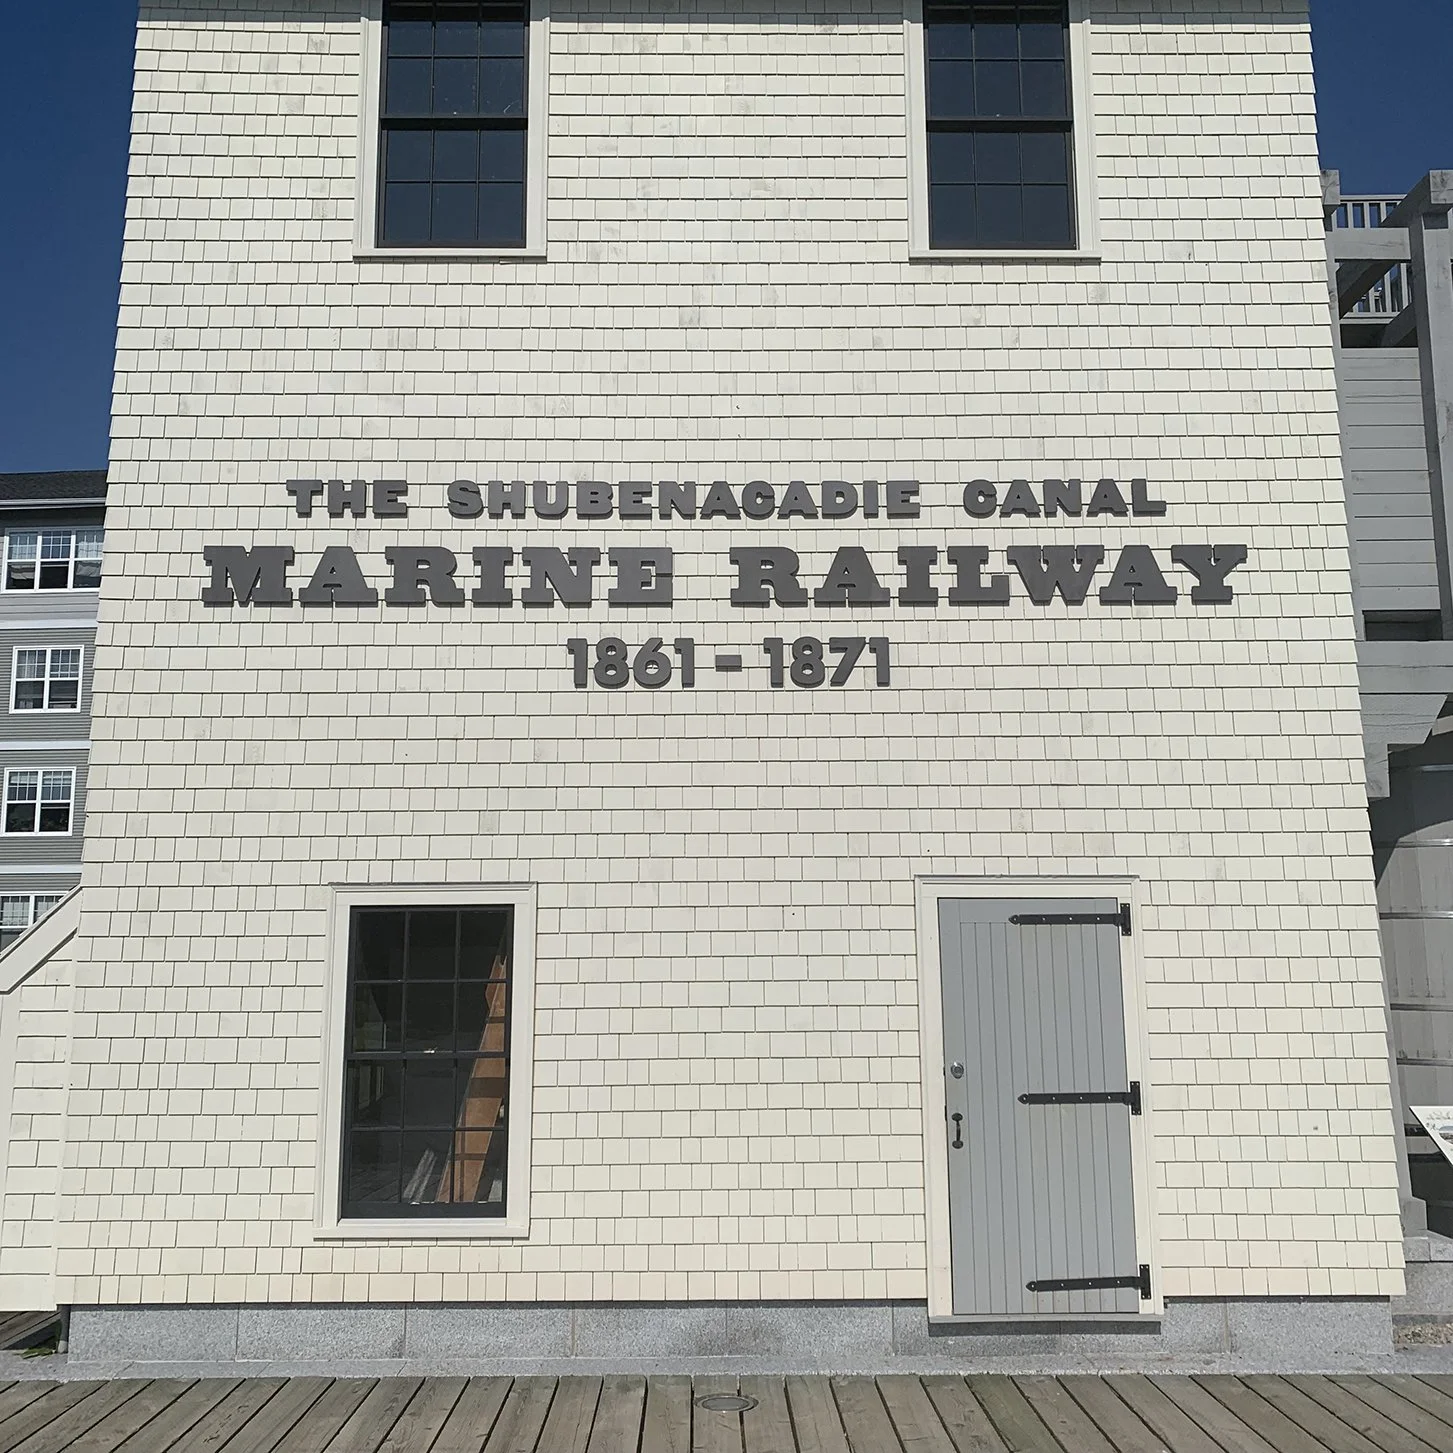 THE SHUBENACADIE CANAL
MARINE RAILWAY
1861 - 1871